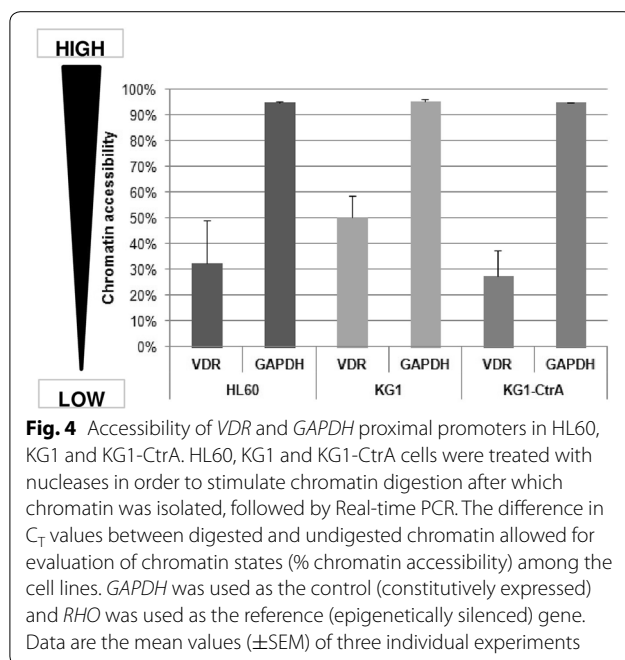 HIGH
LOW
Chromatin accessibility
100%
90%
80%
70%
60%
50%
40%
30%
20%
10%
0%
VDR GAPDH VDR GAPDH VDR GAPDH
HL60 KG1 KG1-CtrA
Fig. 4 Accessibility of VDR and GAPDH proximal promoters in HL60,
KG1 and KG1-CtrA. HL60, KG1 and KG1-CtrA cells were treated with
nucleases in order to stimulate chromatin digestion after which
chromatin was isolated, followed by Real-time PCR. The difference in
CT values between digested and undigested chromatin allowed for
evaluation of chromatin states (% chromatin accessibility) among the
cell lines. GAPDH was used as the control (constitutively expressed)
and RHO was used as the reference (epigenetically silenced) gene.
Data are the mean values (±SEM) of three individual experiments